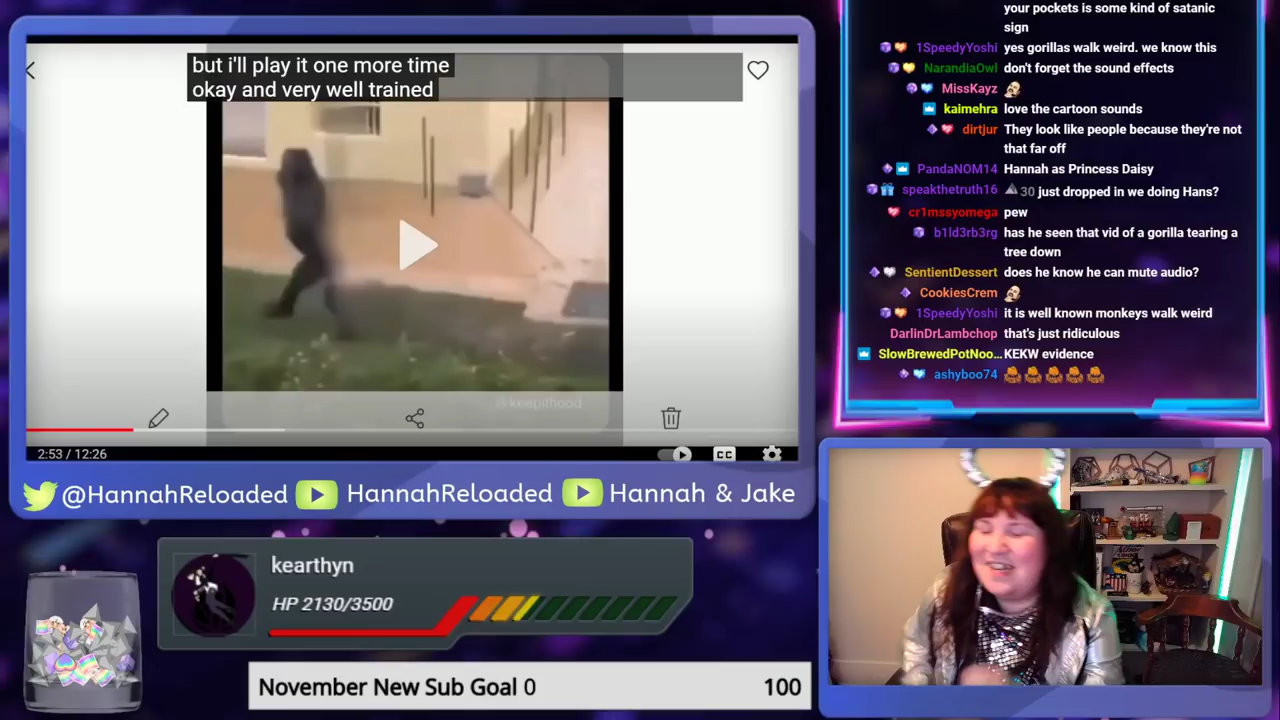 but i'll play it one more time
okay and very well trained
@keepithood
2:53 / 12:26
CC
@HannahReloaded HannahReloaded Hannah & Jake
kearthyn
HP 2130/3500
November New Sub Goal 0 100
your pockets is some kind of satanic
sign
1SpeedyYoshi yes gorillas walk weird. we know this
NarandiaOwl don't forget the sound effects
MissKayz
kaimehra love the cartoon sounds
dirtjur They look like people because they're not
that far off
PandaNOM14 Hannah as Princess Daisy
speakthetruth16 30 just dropped in we doing Hans?
cr1mssyomega pew
b1ld3rb3rg has he seen that vid of a gorilla tearing a
tree down
SentientDessert does he know he can mute audio?
CookiesCrem
1SpeedyYoshi it is well known monkeys walk weird
DarlinDrLambchop that's just ridiculous
SlowBrewedPotNoo... KEKW evidence
ashyboo74